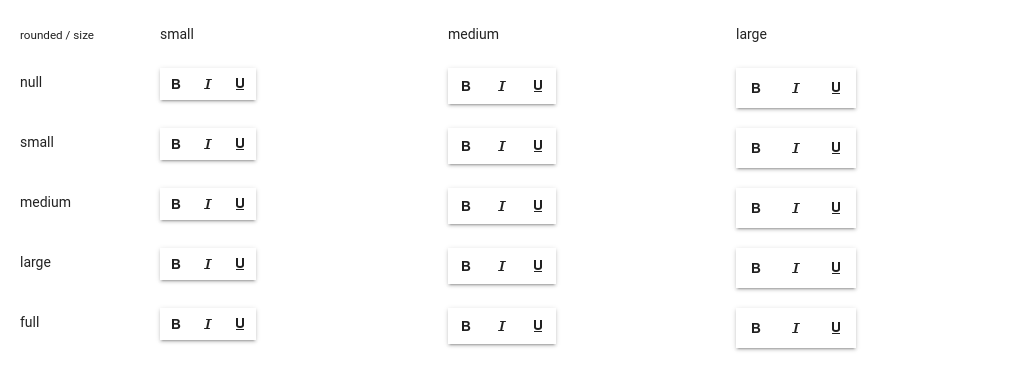 rounded / size small medium large
null B I U B I U B I U
small B I U B I U B I U
medium B I U B I U B I U
large B I U B I U B I U
full B I U B I U B I U